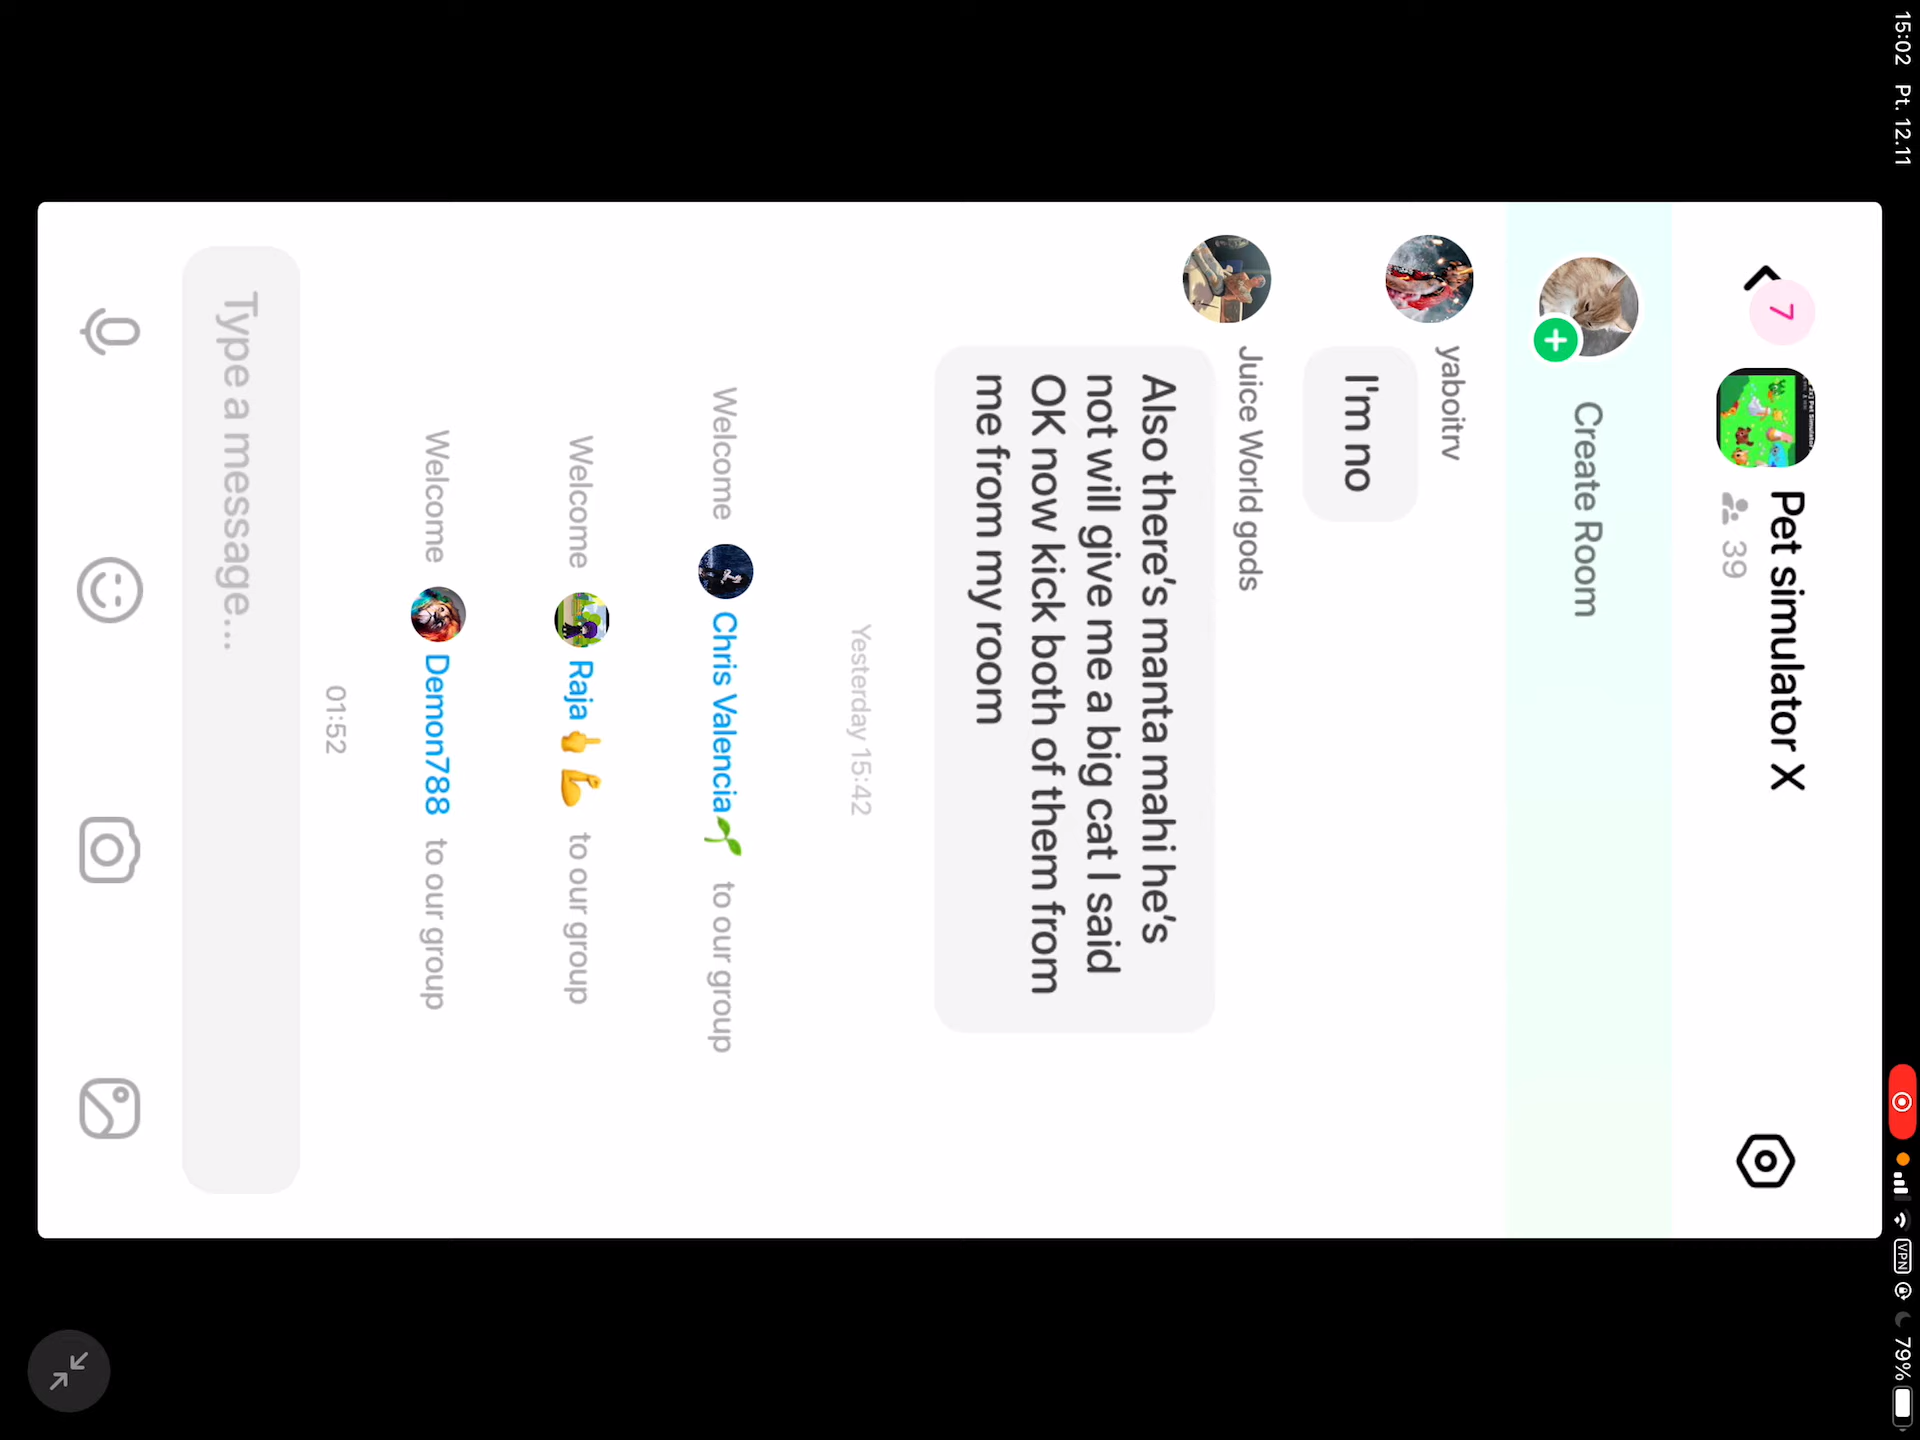 15:02 Pt. 12.11
79%
VPN
7
Pet simulator X
39
Create Room
yaboitrv
I'm no
Juice World gods
Also there's manta mahi he's
not will give me a big cat I said
OK now kick both of them from
me from my room
Yesterday 15:42
Welcome Chris Valencia🌱 to our group
Welcome Raja🖕💪 to our group
Welcome Demon788 to our group
01:52
Type a message...